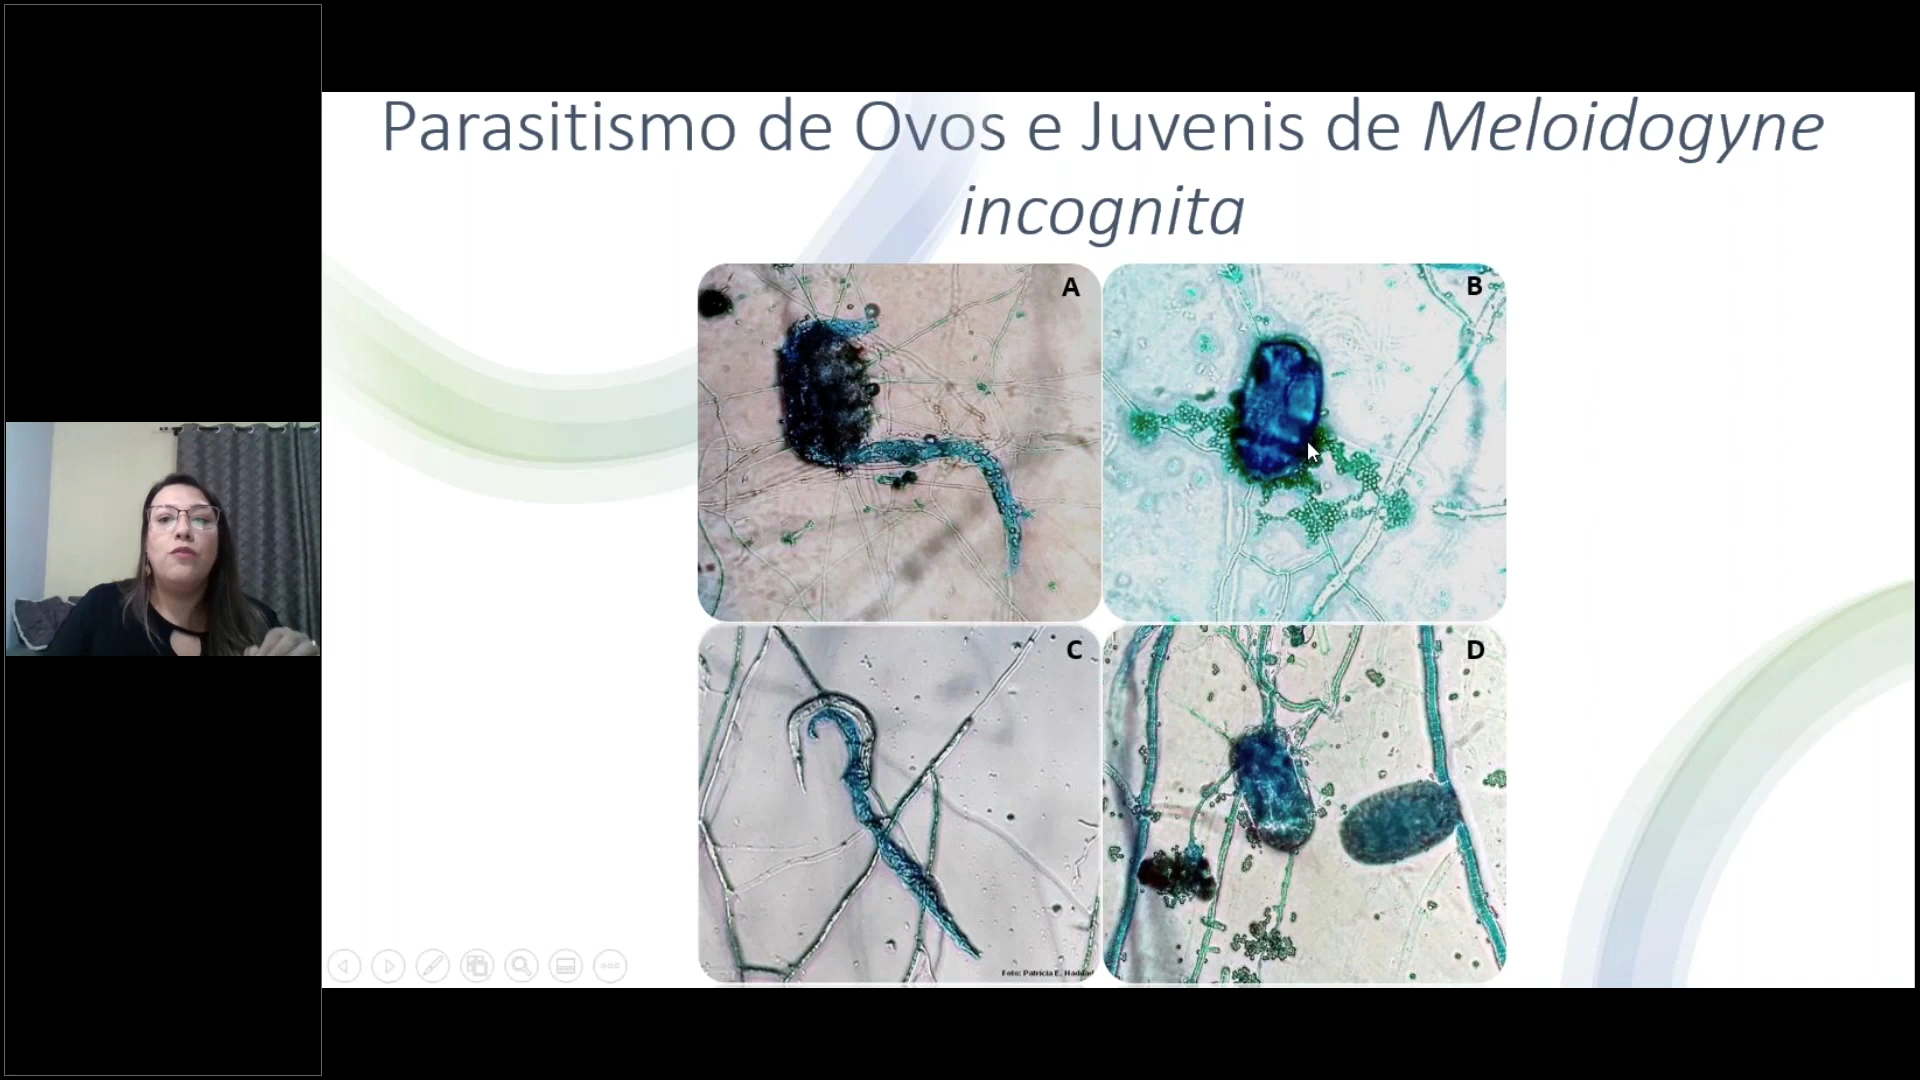 Parasitismo de Ovos e Juvenis de Meloidogyne
incognita
A
B
C
D
Foto: Patricia E. Haddad